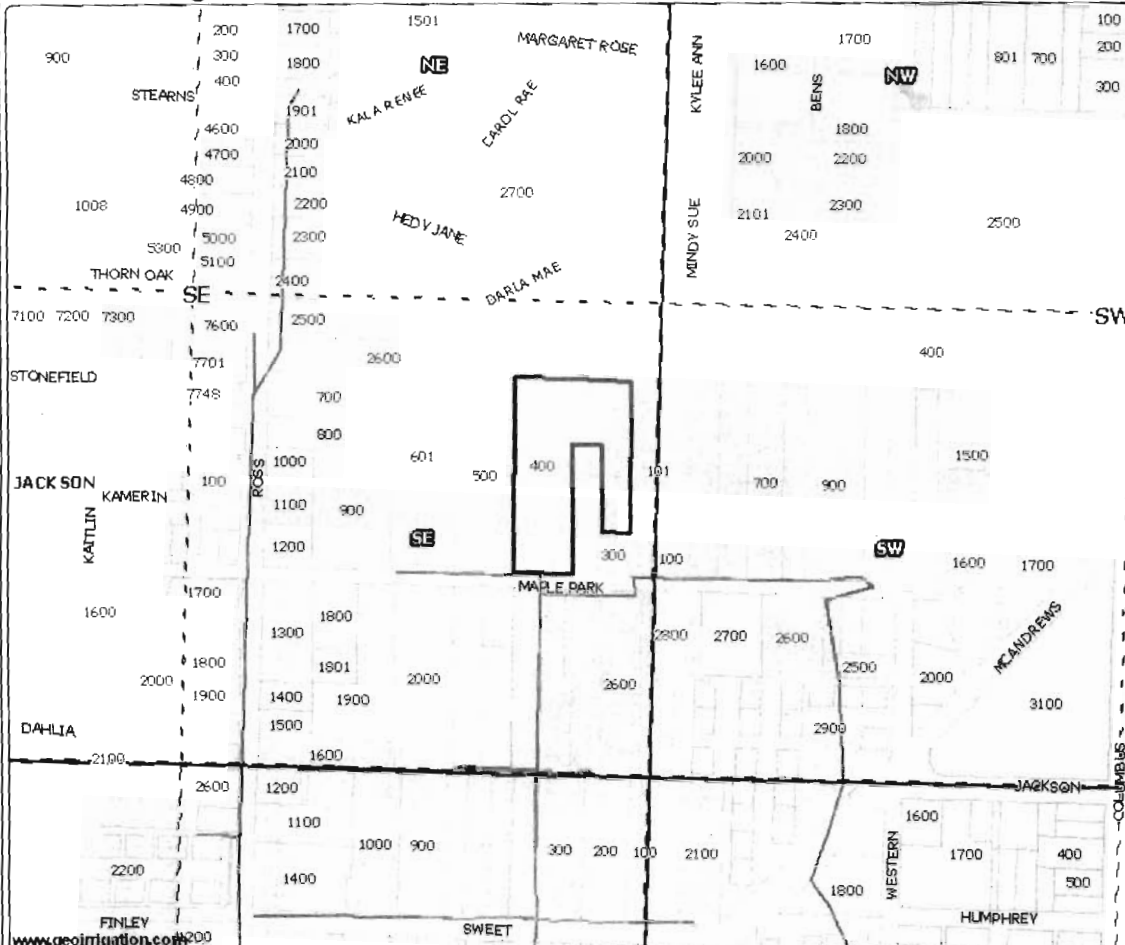 200 1700 1501 MARGARET ROSE KYLEE ANN 1700 100
900 300 1800 NE 1600 BENS NW 801 700 200
STEARNS 400 KALA RENEE CAROL RAE 300
4600 1901 1800
4700 2000 2000 2200
4800 2100 2700
1008 4900 2200 HEDY JANE MINDY SUE 2101 2300 2500
5300 5000 2300 2400
THORN OAK 5100 2400 DARLA MAE
SE SW
7100 7200 7300 7600 2500
7701 2600 400
STONEFIELD
7748 700
800
1000 601 500 400 101 1500
JACKSON KAMERIN 100 ROSS 700 900
KAITLIN 1100 900
1200 SE 300 100 SW 1600 1700
MAPLE PARK
1700
1600 1800 MCANDREWS
1300 2800 2700 2600
1800 1801 2500
2000 1900 1400 1900 2000 2600 2000
1500 2900 3100
DAHLIA
2100 1600 COLUMBUS
2600 1200 JACKSON
1100 1600
1000 900 300 200 100 2100 WESTERN 1700 400
2200 1400 1800 500
FINLEY SWEET HUMPHREY
www.geoirrigation.com